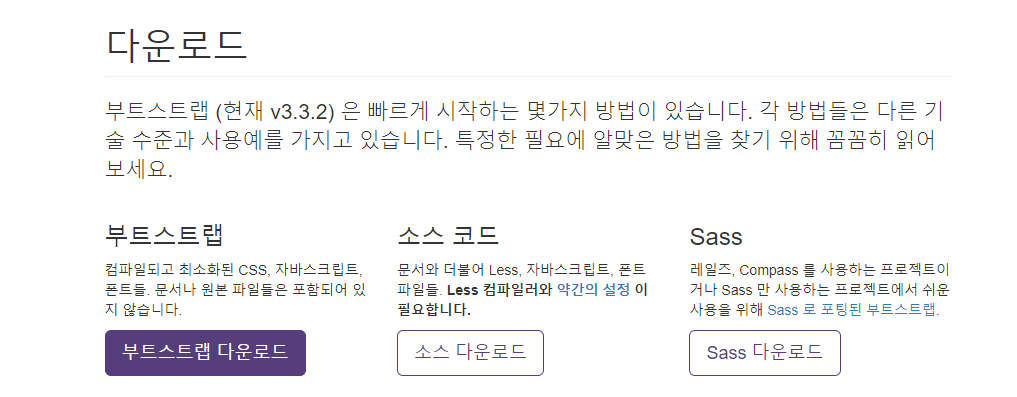 다운로드
부트스트랩 (현재 v3.3.2) 은 빠르게 시작하는 몇가지 방법이 있습니다. 각 방법들은 다른 기
술 수준과 사용예를 가지고 있습니다. 특정한 필요에 알맞은 방법을 찾기 위해 꼼꼼히 읽어
보세요.
부트스트랩
컴파일되고 최소화된 CSS, 자바스크립트,
폰트들. 문서나 원본 파일들은 포함되어 있
지 않습니다.
부트스트랩 다운로드
소스 코드
문서와 더불어 Less, 자바스크립트, 폰트
파일들. Less 컴파일러와 약간의 설정 이
필요합니다.
소스 다운로드
Sass
레일즈, Compass 를 사용하는 프로젝트이
거나 Sass 만 사용하는 프로젝트에서 쉬운
사용을 위해 Sass 로 포팅된 부트스트랩.
Sass 다운로드